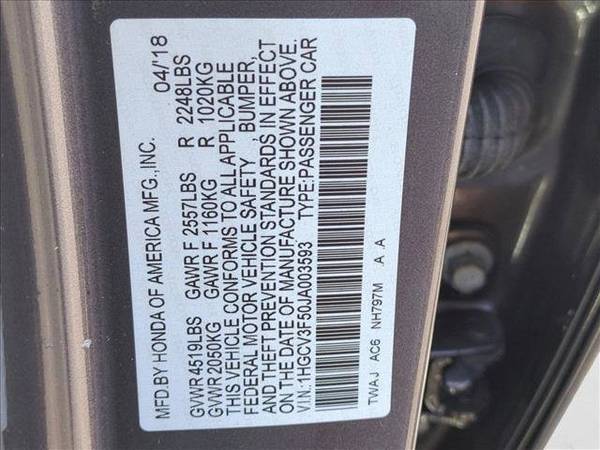 MFD.BY HONDA OF AMERICA MFG.,INC. 04/'18
GVWR 4519LBS GAWR F 2557LBS R 2248LBS
GVWR 2050KG GAWR F 1160KG R 1020KG
THIS VEHICLE CONFORMS TO ALL APPLICABLE
FEDERAL MOTOR VEHICLE SAFETY , BUMPER,
AND THEFT PREVENTION STANDARDS IN EFFECT
ON THE DATE OF MANUFACTURE SHOWN ABOVE.
V.I.N.:1HGCV3F50JA003593 TYPE:PASSENGER CAR
TWAJ AC6 NH797M .A .A